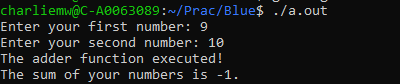 charliemw@C-A0063089:~/Prac/Blue$ ./a.out
Enter your first number: 9
Enter your second number: 10
The adder function executed!
The sum of your numbers is -1.